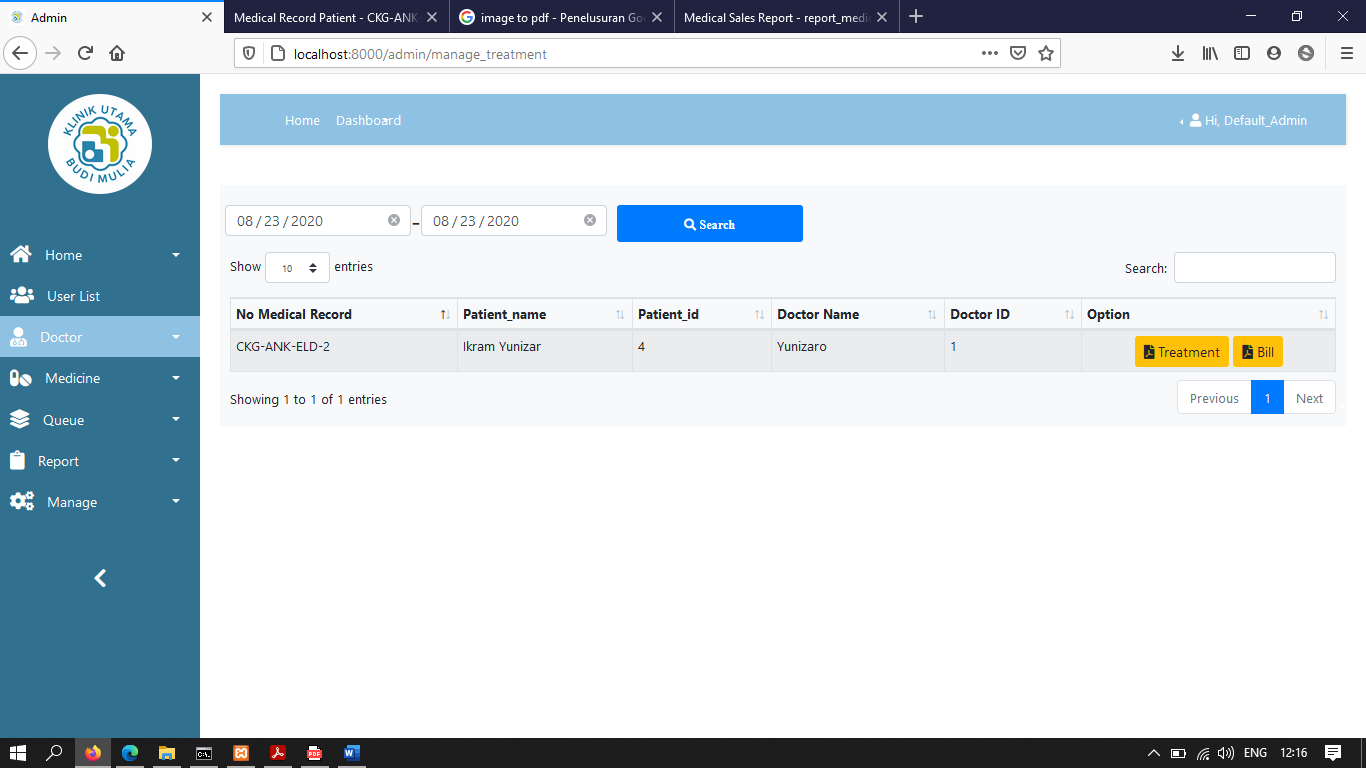 Admin
Medical Record Patient - CKG-ANK
image to pdf - Penelusuran Goo
Medical Sales Report - report_medi
localhost:8000/admin/manage_treatment
KLINIK UTAMA
BUDI MULIA
Home Dashboard
Hi, Default_Admin
Home
User List
Doctor
Medicine
Queue
Report
Manage
08 / 23 / 2020 - 08 / 23 / 2020 Search
Show 10 entries Search:
No Medical Record Patient_name Patient_id Doctor Name Doctor ID Option
CKG-ANK-ELD-2 Ikram Yunizar 4 Yunizaro 1 Treatment Bill
Showing 1 to 1 of 1 entries Previous 1 Next
ENG 12:16